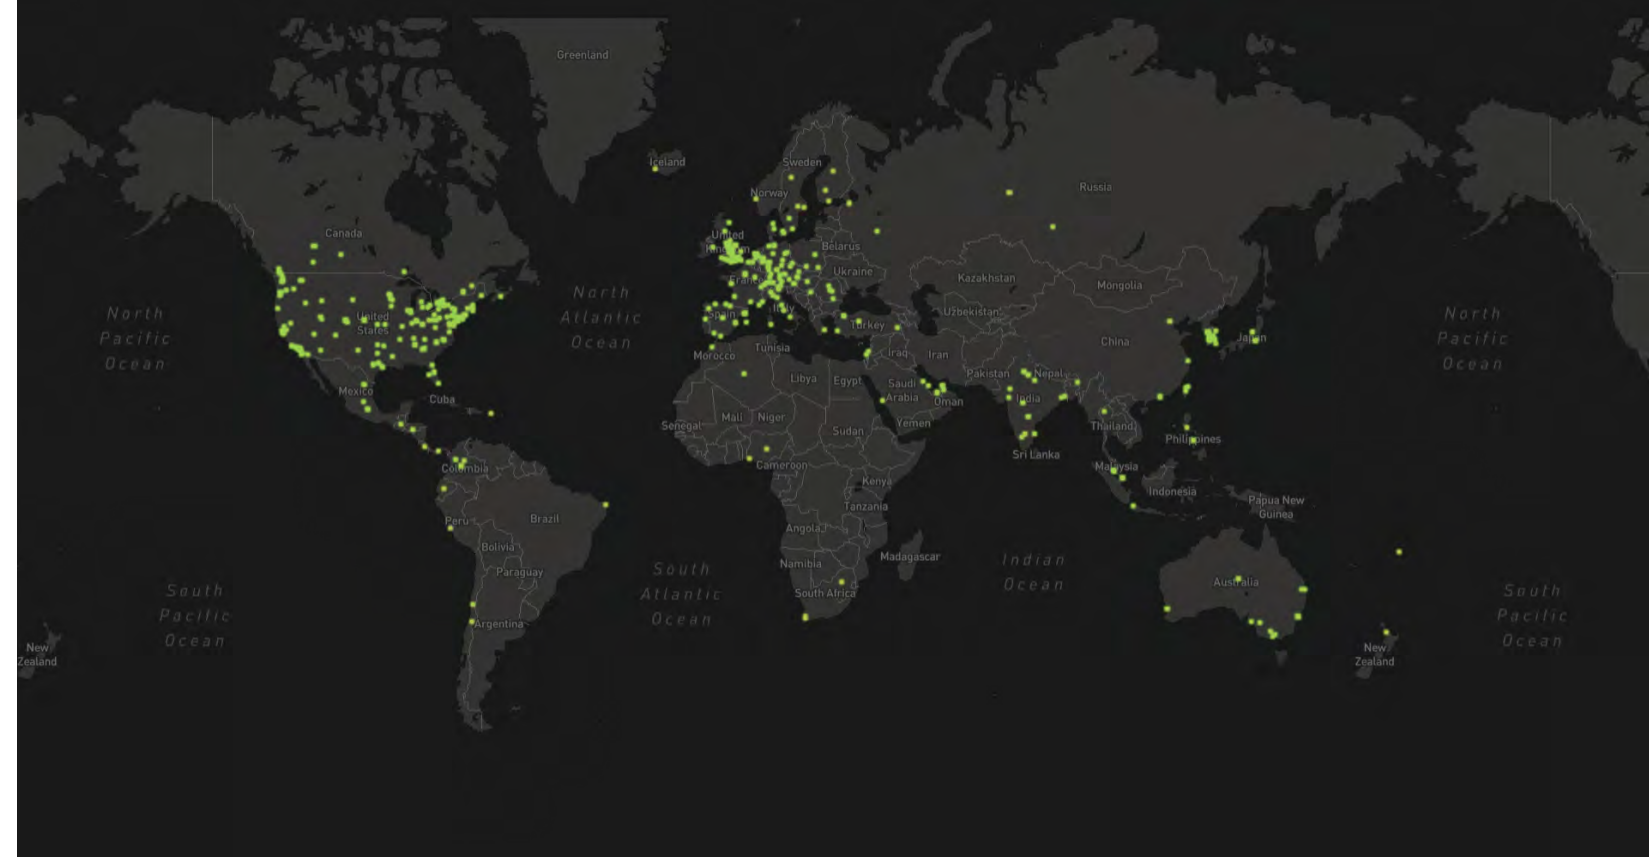 Greenland
Iceland
Sweden
Norway
Russia
Canada
United
Kingdom
Belarus
Ukraine
France
Kazakhstan
Mongolia
North
Pacific
Ocean
North
Atlantic
Ocean
United
States
Spain
Italy
Turkey
Uzbekistan
China
Japan
North
Pacific
Ocean
Morocco
Tunisia
Iraq
Iran
Pakistan
Nepal
Mexico
Cuba
Libya
Egypt
Saudi
Arabia
Oman
India
Mali
Niger
Senegal
Sudan
Yemen
Thailand
Philippines
Sri Lanka
Colombia
Cameroon
Kenya
Malaysia
Indonesia
Papua New
Guinea
Peru
Brazil
Tanzania
Angola
Bolivia
Madagascar
Namibia
Paraguay
South
Pacific
Ocean
South
Atlantic
Ocean
Indian
Ocean
Australia
South Africa
South
Pacific
Ocean
Argentina
New
Zealand
New
Zealand